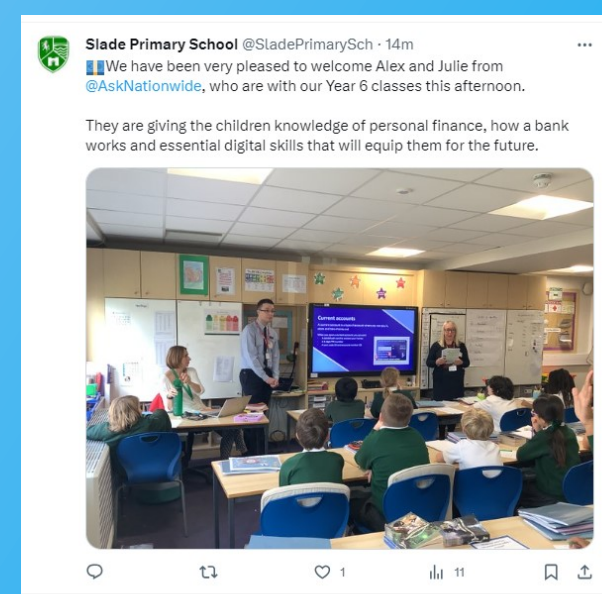 Slade Primary School @SladePrimarySch · 14m
We have been very pleased to welcome Alex and Julie from
@AskNationwide, who are with our Year 6 classes this afternoon.
They are giving the children knowledge of personal finance, how a bank
works and essential digital skills that will equip them for the future.
Current accounts
1
11